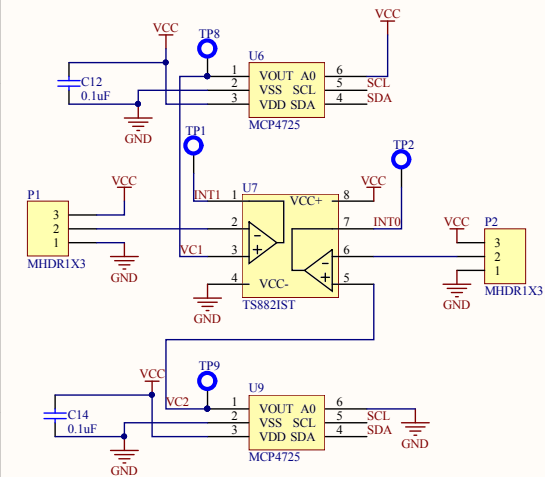 VCC
TP8
VCC
U6
C12
0.1uF
1 VOUT A0 6
2 VSS SCL 5 SCL
3 VDD SDA 4 SDA
MCP4725
GND
TP1
TP2
P1
VCC
U7
VCC
INT1 1 VCC+ 8
3
2
1
2 7 INT0
VC1 3 6
4 VCC- 5
MHDR1X3
GND
GND
TS882IST
VCC
P2
3
2
1
GND
MHDR1X3
VCC
TP9
U9
C14
0.1uF
VC2 1 VOUT A0 6
2 VSS SCL 5 SCL
3 VDD SDA 4 SDA
MCP4725
GND
GND